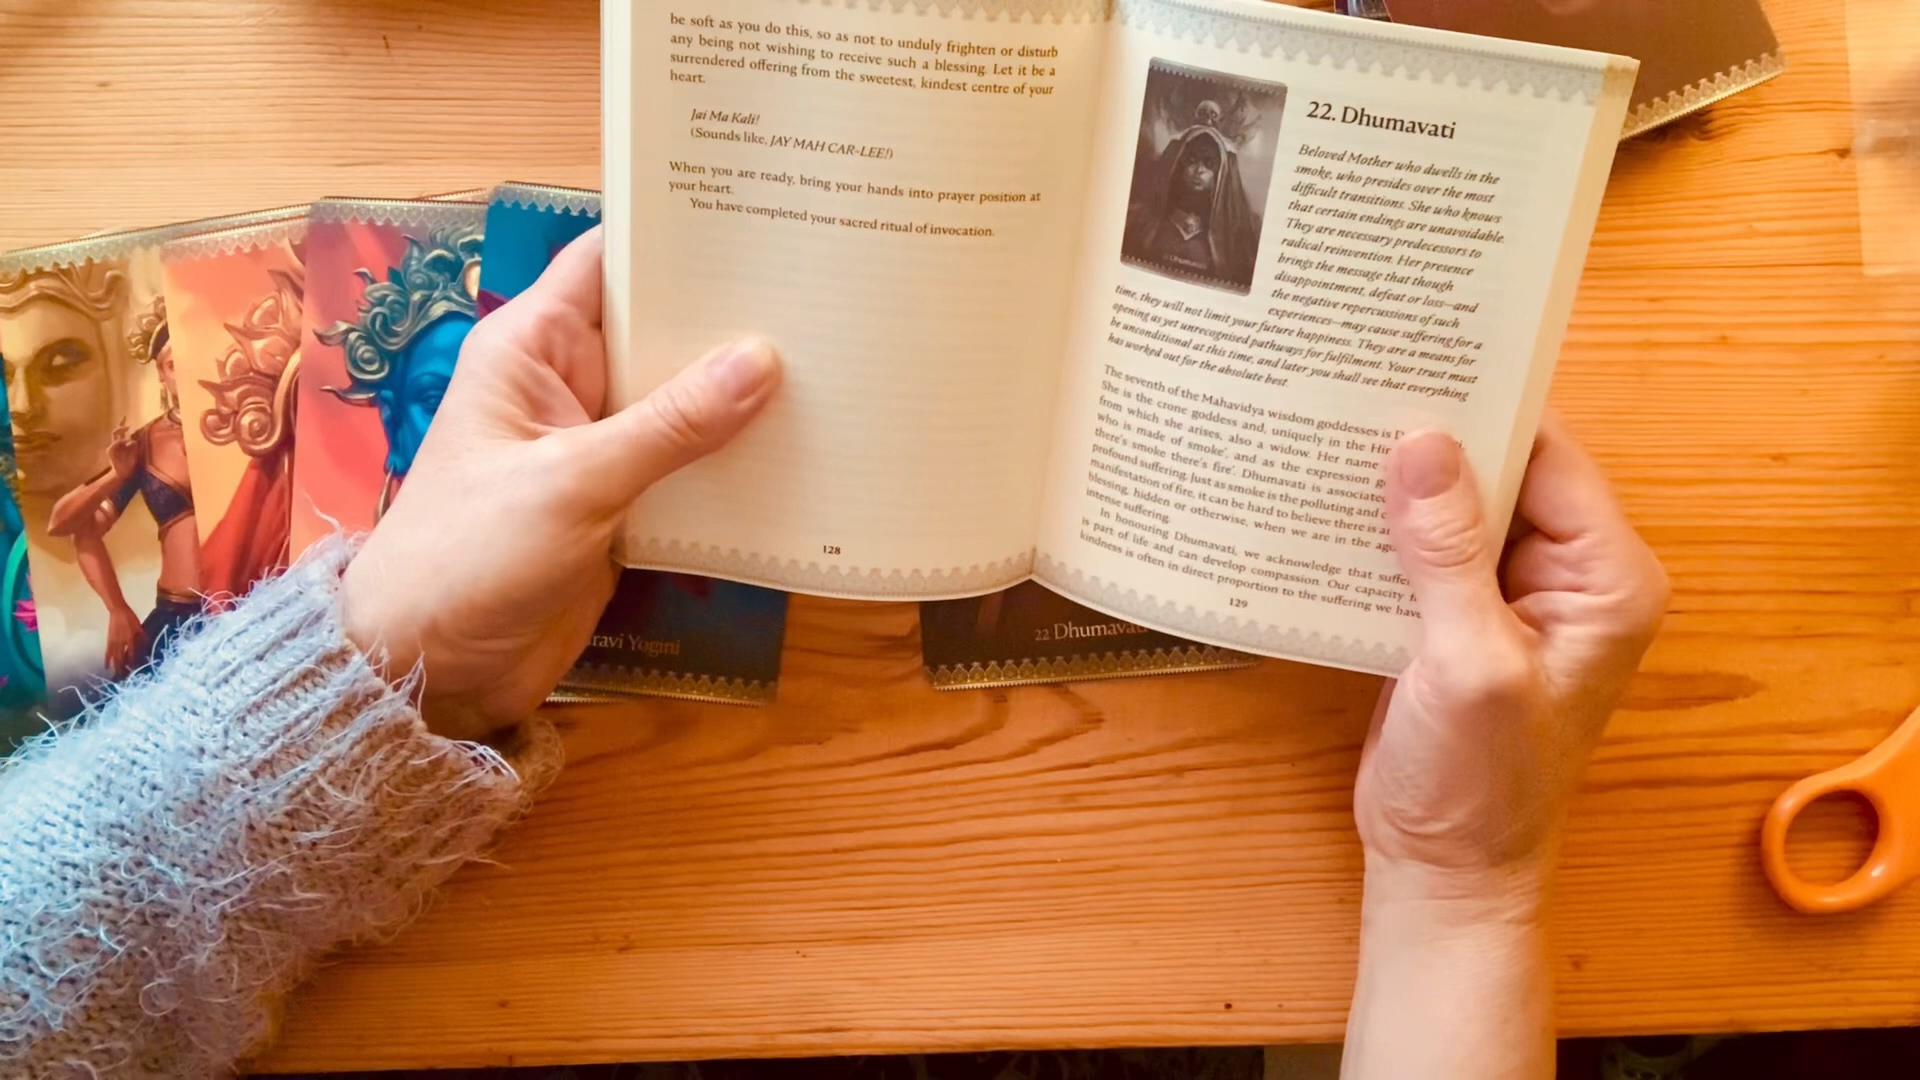 be soft as you do this, so as not to unduly frighten or disturb
any being not wishing to receive such a blessing. Let it be a
surrendered offering from the sweetest, kindest centre of your
heart.
Jai Ma Kali!
(Sounds like, JAY MAH CAR-LEE!)
When you are ready, bring your hands into prayer position at
your heart.
You have completed your sacred ritual of invocation.
128
22. Dhumavati
Beloved Mother who dwells in the
smoke, who presides over the most
difficult transitions. She who knows
that certain endings are unavoidable.
They are necessary predecessors to
radical reinvention. Her presence
brings the message that though
disappointment, defeat or loss—and
the negative repercussions of such
experiences—may cause suffering for a
time, they will not limit your future happiness. They are a means for
opening as yet unrecognised pathways for fulfilment. Your trust must
be unconditional at this time, and later you shall see that everything
has worked out for the absolute best.
The seventh of the Mahavidya wisdom goddesses is
She is the crone goddess and, uniquely in the
from which she arises, also a widow. Her name
who is made of smoke', and as the expression
there's smoke there's fire'. Dhumavati is
profound suffering. Just as smoke is the polluting and
manifestation of fire, it can be hard to believe there is
blessing, hidden or otherwise, when we are in the
intense suffering.
In honouring Dhumavati, we acknowledge that
is part of life and can develop compassion. Our capacity
kindness is often in direct proportion to the suffering we have
129
22 Dhumavati
ravi Yogini
22 Dhumava